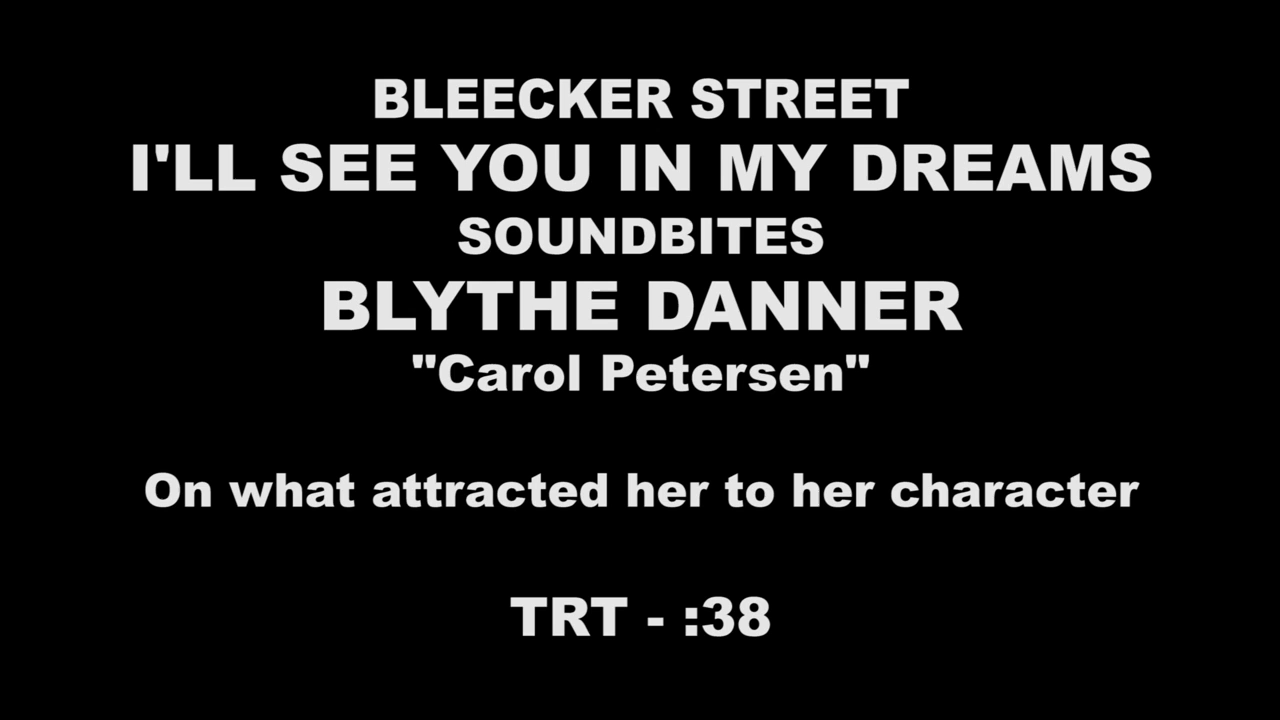 BLEECKER STREET
I'LL SEE YOU IN MY DREAMS
SOUNDBITES
BLYTHE DANNER
"Carol Petersen"
On what attracted her to her character
TRT - :38